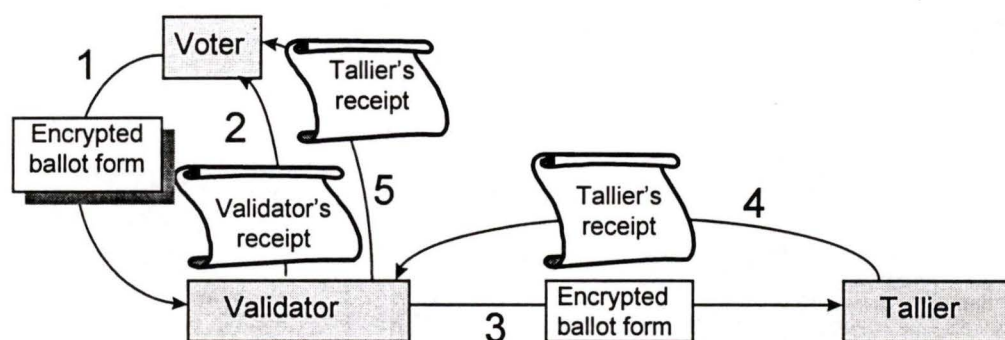 1
Voter
Tallier's
receipt
Encrypted
ballot form
2
Validator's
receipt
5
Tallier's
receipt
4
Validator
3
Encrypted
ballot form
Tallier